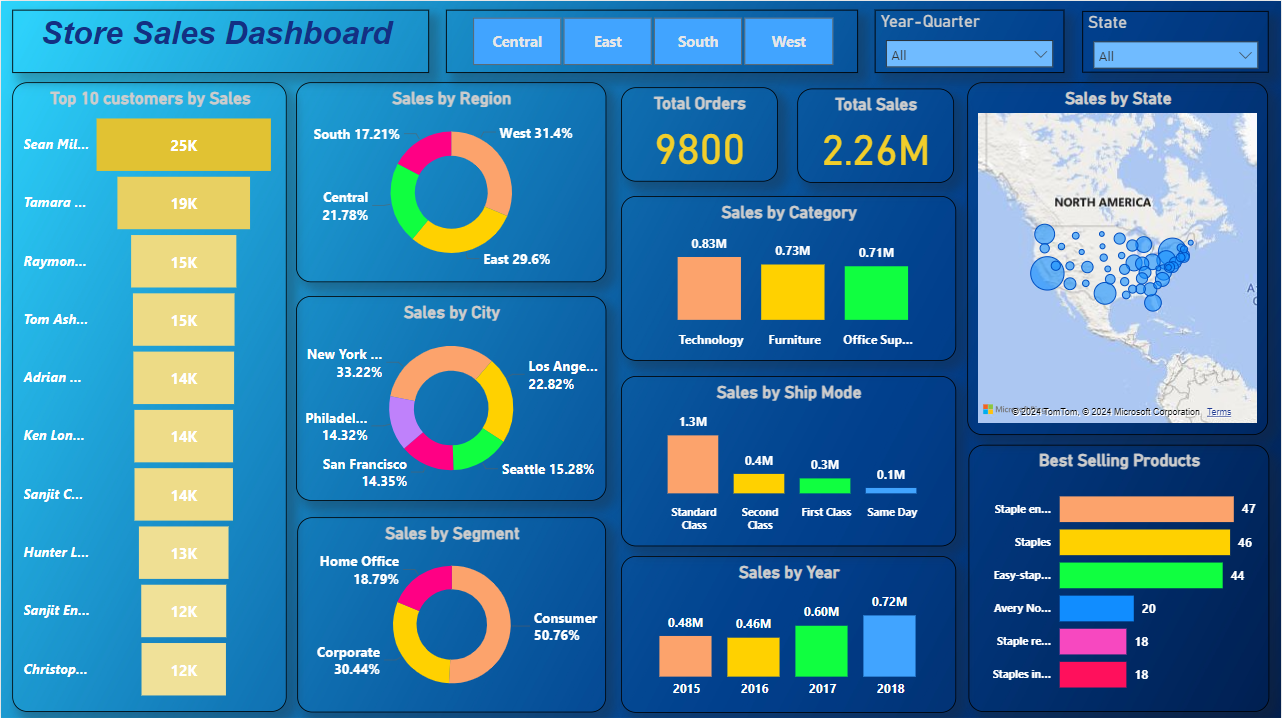 Store Sales Dashboard
Central
East
South
West
Year-Quarter
All
State
All
Top 10 customers by Sales
Sean Mil...
25K
Tamara ...
19K
Raymon...
15K
Tom Ash...
15K
Adrian ...
14K
Ken Lon...
14K
Sanjit C...
14K
Hunter L...
13K
Sanjit En...
12K
Christop...
12K
Sales by Region
South 17.21%
West 31.4%
Central
21.78%
East 29.6%
Sales by City
New York ...
33.22%
Los Ange...
22.82%
Philadel...
14.32%
San Francisco
14.35%
Seattle 15.28%
Sales by Segment
Home Office
18.79%
Consumer
50.76%
Corporate
30.44%
Total Orders
9800
Total Sales
2.26M
Sales by Category
0.83M
0.73M
0.71M
Technology
Furniture
Office Sup...
Sales by Ship Mode
1.3M
0.4M
0.3M
0.1M
Standard
Class
Second
Class
First Class
Same Day
Sales by Year
0.48M
0.46M
0.60M
0.72M
2015
2016
2017
2018
Sales by State
NORTH AMERICA
© 2024 TomTom, © 2024 Microsoft Corporation Terms
Best Selling Products
Staple en...
47
Staples
46
Easy-stap...
44
Avery No...
20
Staple re...
18
Staples in...
18